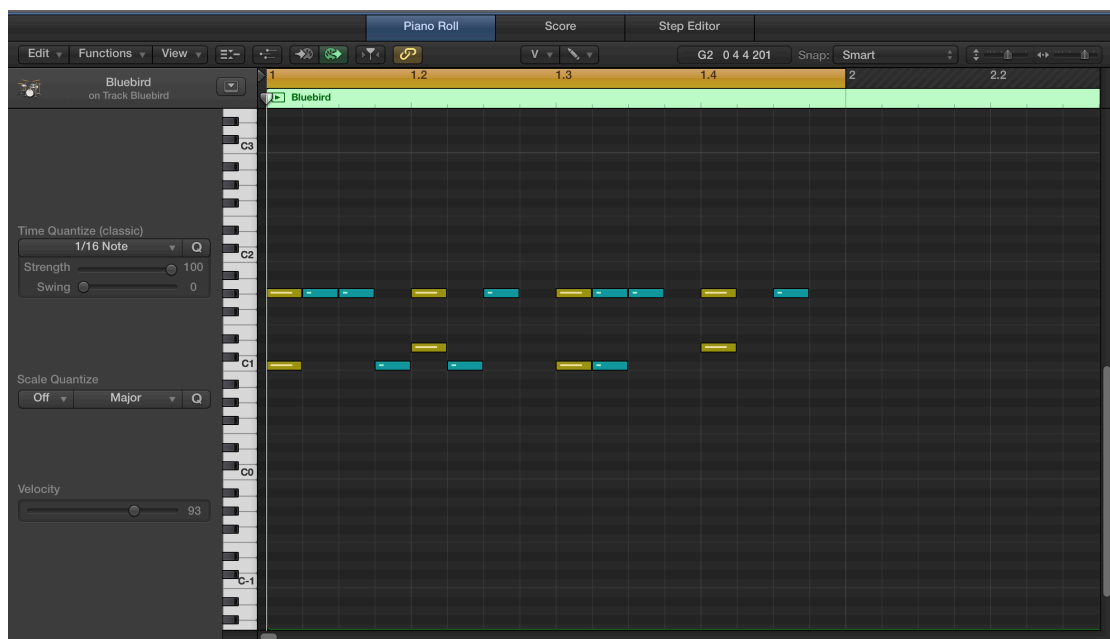 Piano Roll Score Step Editor
Edit Functions View V G2 0 4 4 201 Snap: Smart
Bluebird
on Track Bluebird
1 1.2 1.3 1.4 2 2.2
Bluebird
C3
Time Quantize (classic)
1/16 Note Q
C2
Strength 100
Swing 0
C1
Scale Quantize
Off Major Q
C0
Velocity
93
C-1